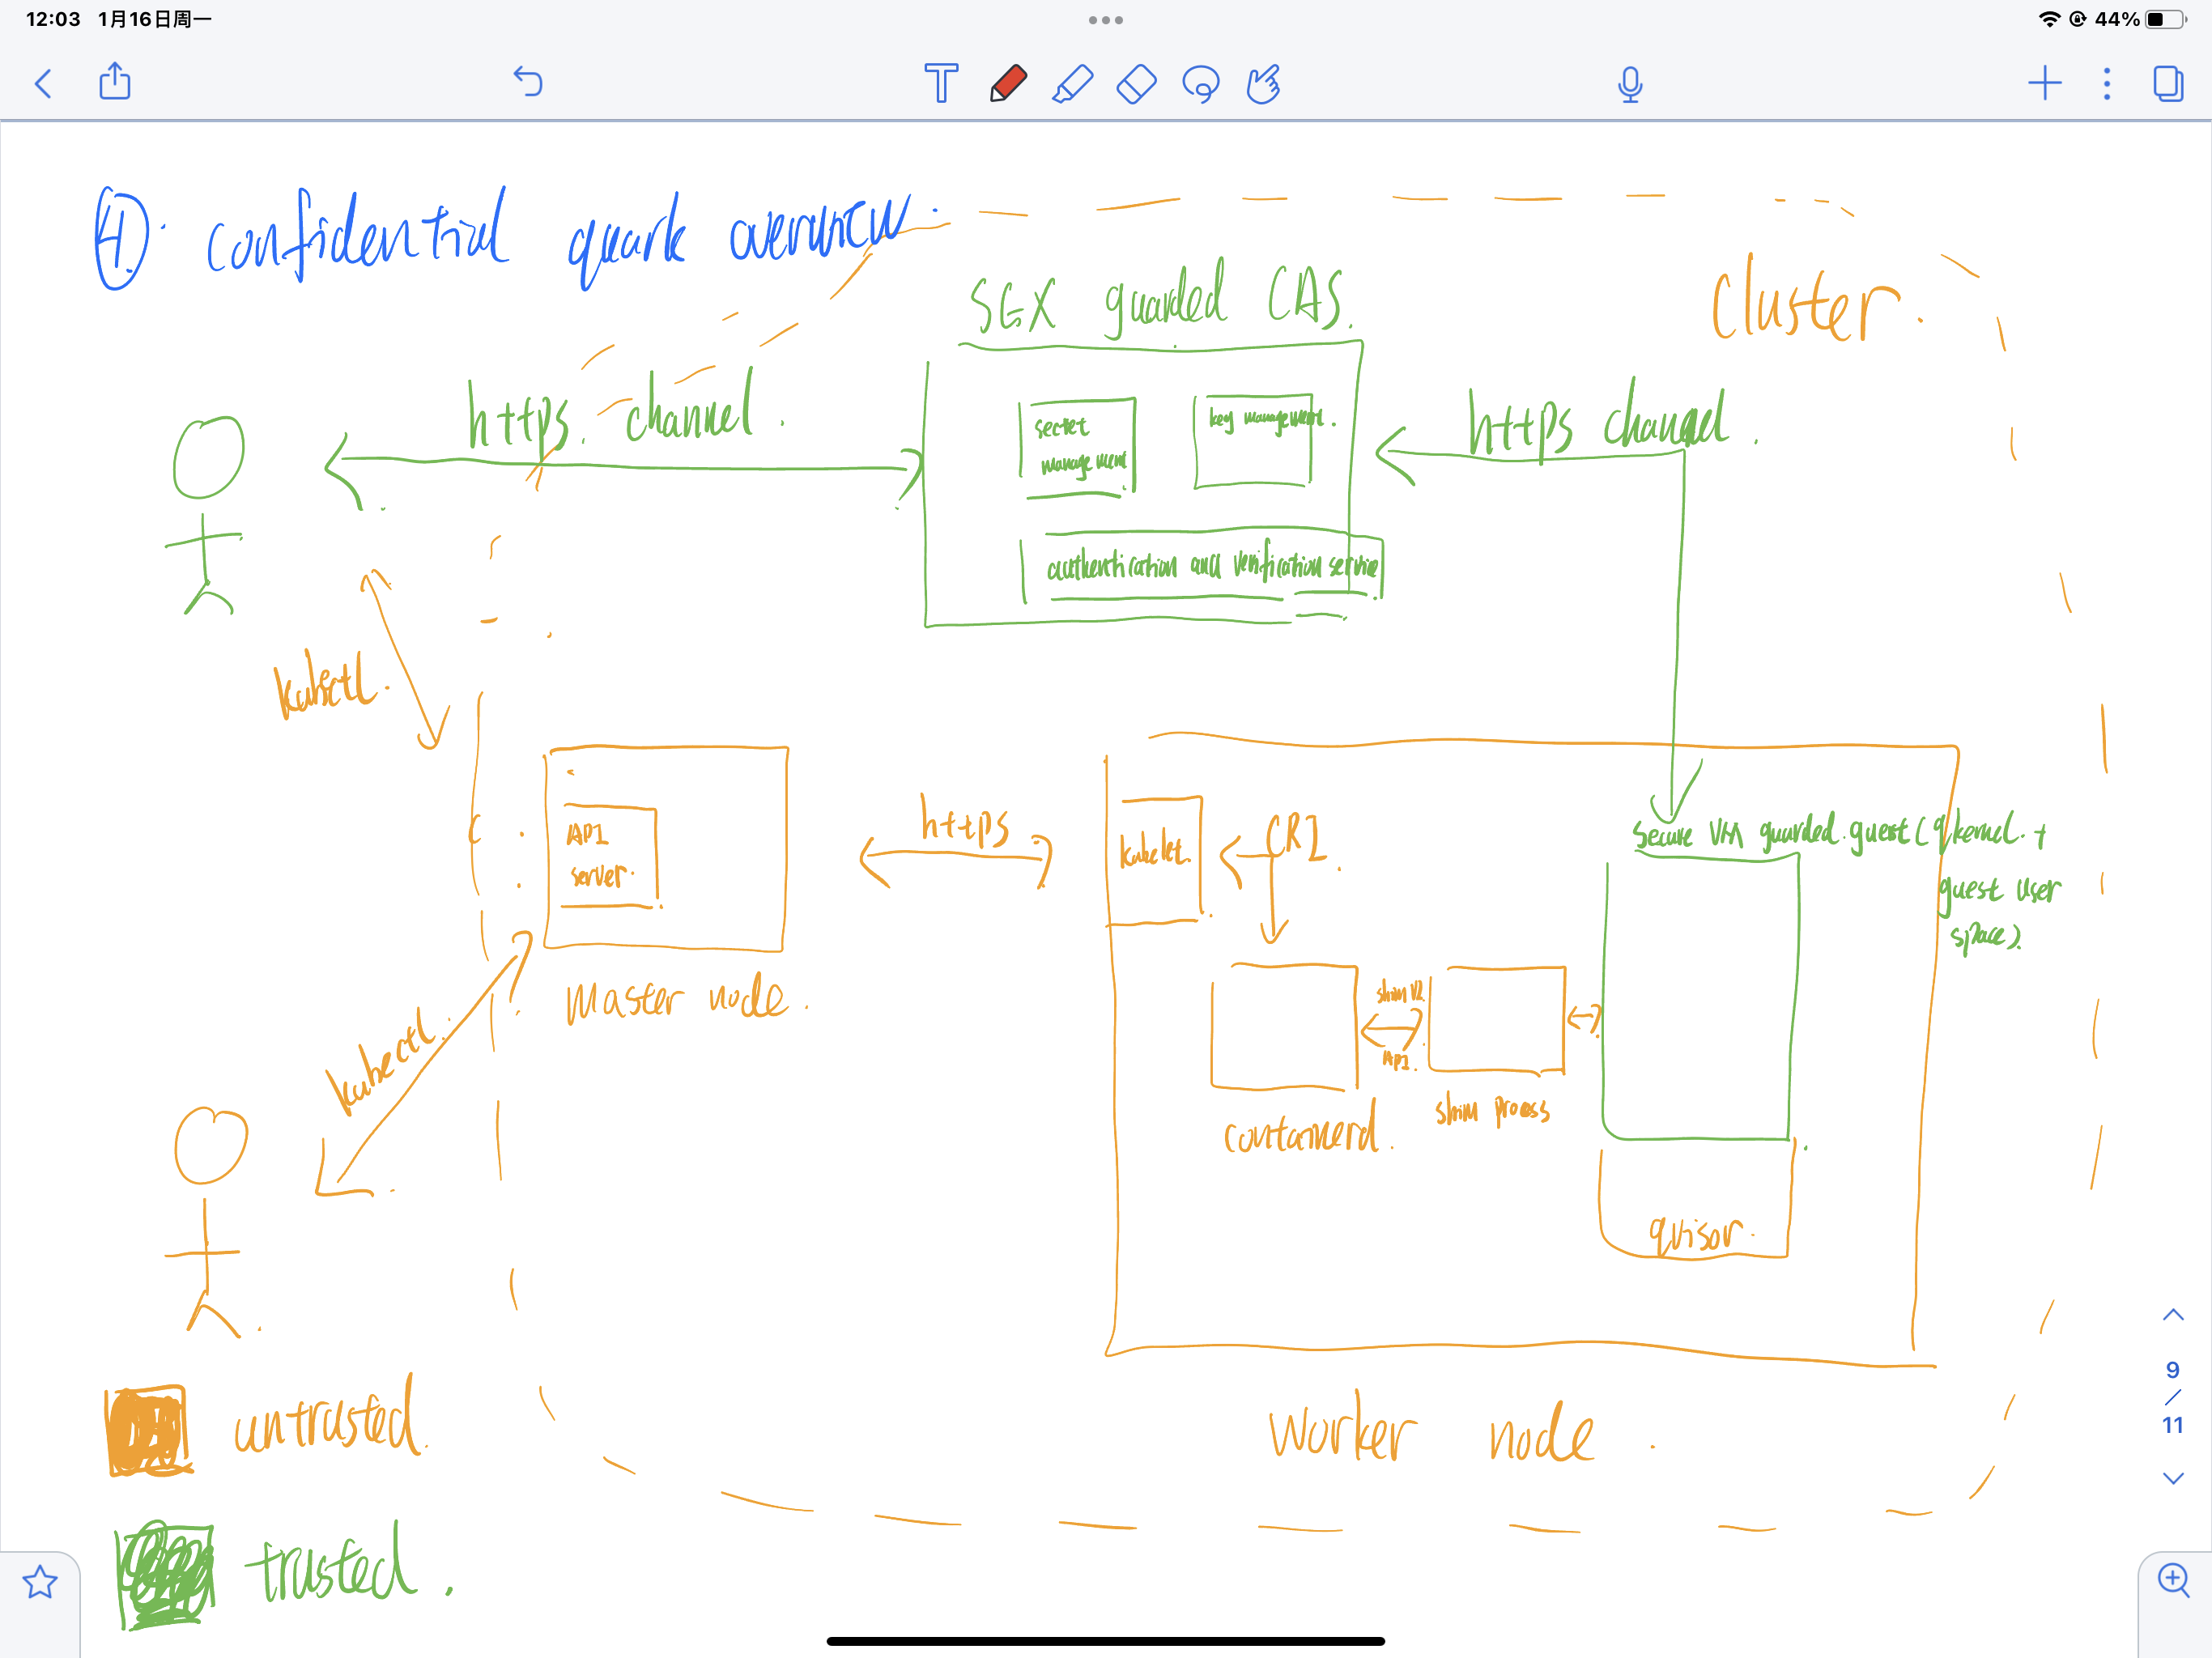 12:03 1月16日周一
44%
④. confidential quark overview.
Cluster.
SGX guarded CAS.
https channel.
https channel.
secret
management
key management.
authentication and verification service
kubectl.
API
server.
Master node.
https
kubelet.
CRI.
secure VM guarded guest (qkernel. +
guest user
space).
containerd.
shim V2
API.
shim process
qvisor.
kubectl.
Worker node.
untrusted.
trusted.
9
/
11